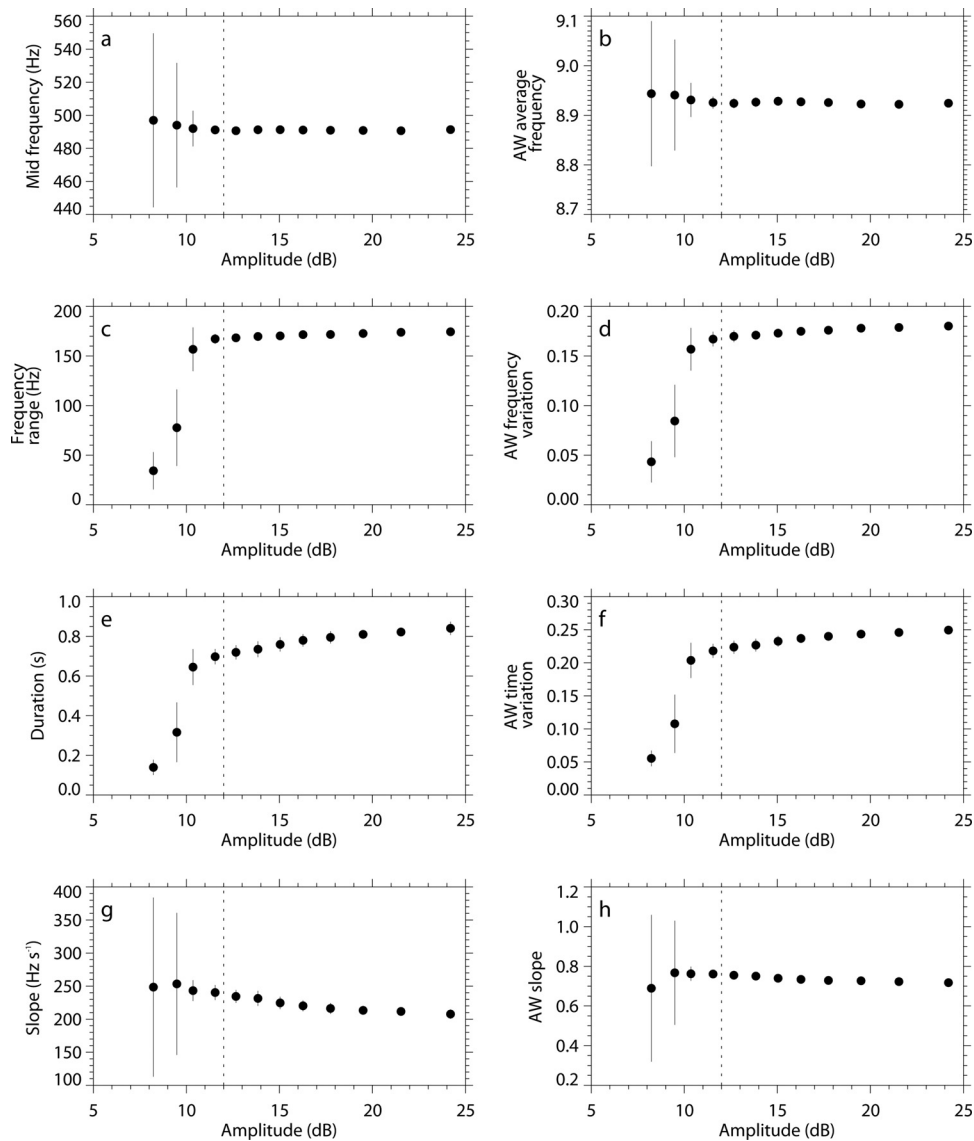 a
560
540
520
500
480
460
440
Mid frequency (Hz)
5 10 15 20 25
Amplitude (dB)
b
9.1
9.0
8.9
8.8
8.7
AW average
frequency
5 10 15 20 25
Amplitude (dB)
c
200
150
100
50
0
Frequency
range (Hz)
5 10 15 20 25
Amplitude (dB)
d
0.20
0.15
0.10
0.05
0.00
AW frequency
variation
5 10 15 20 25
Amplitude (dB)
e
1.0
0.8
0.6
0.4
0.2
0.0
Duration (s)
5 10 15 20 25
Amplitude (dB)
f
0.30
0.25
0.20
0.15
0.10
0.05
0.00
AW time
variation
5 10 15 20 25
Amplitude (dB)
g
400
350
300
250
200
150
100
Slope (Hz s⁻¹)
5 10 15 20 25
Amplitude (dB)
h
1.2
1.0
0.8
0.6
0.4
0.2
AW slope
5 10 15 20 25
Amplitude (dB)